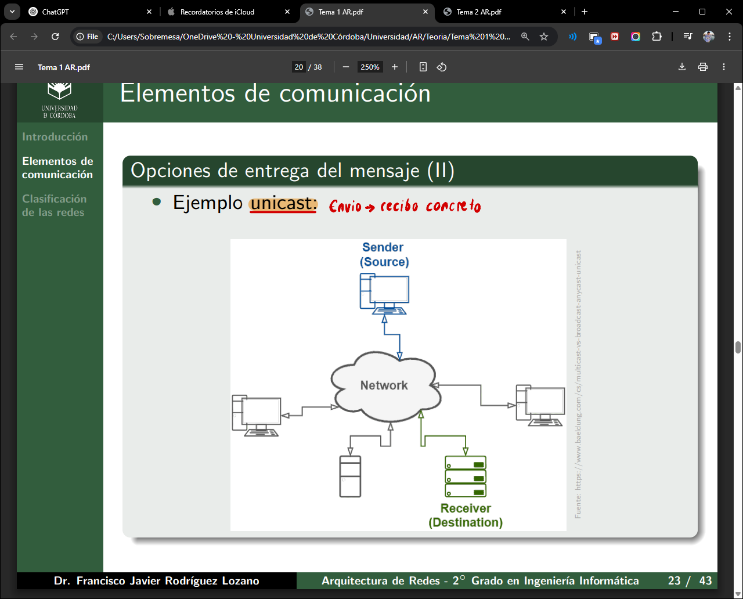 ChatGPT
Recordatorios de iCloud
Tema 1 AR.pdf
Tema 2 AR.pdf
File
C:/Users/Sobremesa/OneDrive%20-%20Universidad%20de%20Córdoba/Universidad/AR/Teoria/Tema%201%20...
Tema 1 AR.pdf
20 / 38
250%
UNIVERSIDAD
Ð CÓRDOBA
Elementos de comunicación
Introducción
Elementos de
comunicación
Clasificación
de las redes
Opciones de entrega del mensaje (II)
• Ejemplo unicast: Envio → recibo concreto
Sender
(Source)
Network
Receiver
(Destination)
Fuente: https://www.baeldung.com/cs/multicast-vs-broadcast-anycast-unicast
Dr. Francisco Javier Rodríguez Lozano
Arquitectura de Redes - 2° Grado en Ingeniería Informática
23 / 43